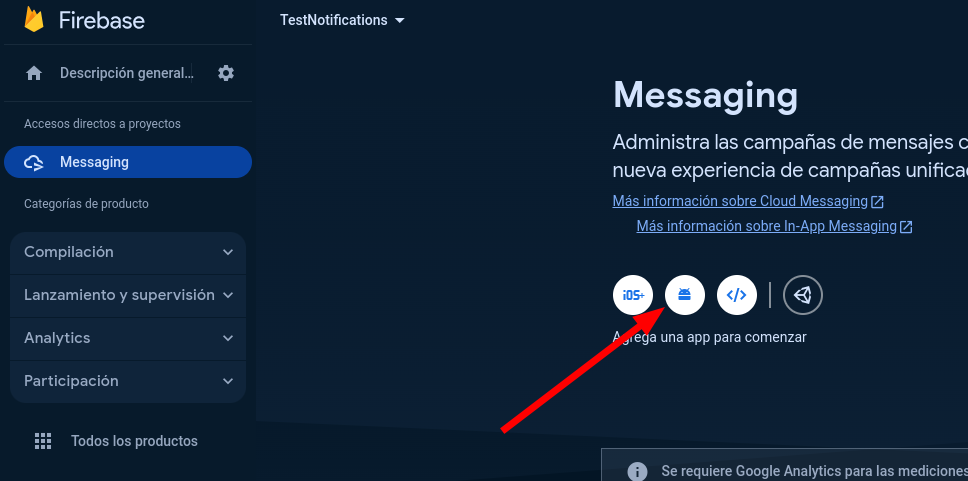 Firebase
TestNotifications
Descripción general...
Accesos directos a proyectos
Messaging
Categorías de producto
Compilación
Lanzamiento y supervisión
Analytics
Participación
Todos los productos
Messaging
Administra las campañas de mensajes c
nueva experiencia de campañas unifica
Más información sobre Cloud Messaging
Más información sobre In-App Messaging
iOS+
Agrega una app para comenzar
Se requiere Google Analytics para las mediciones